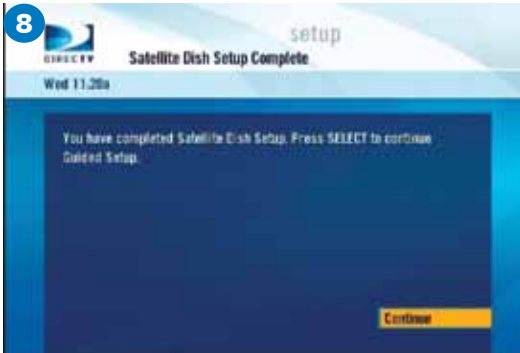 8
setup
DIRECTV
Satellite Dish Setup Complete
Wed 11:20a
You have completed Satellite Dish Setup. Press SELECT to continue
Guided Setup.
Continue